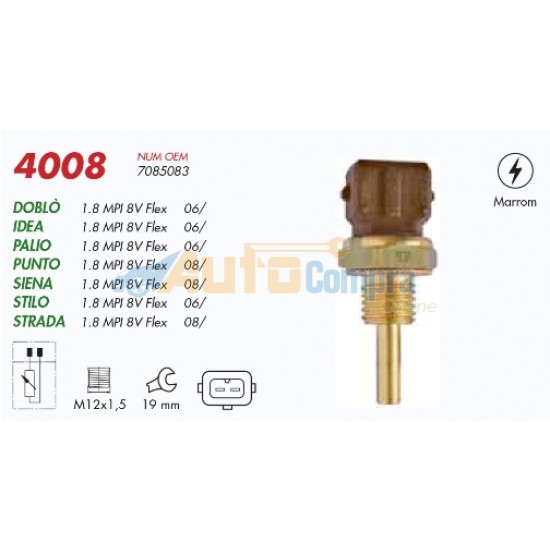 4008 NUM OEM
7085083
DOBLÒ 1.8 MPI 8V Flex 06/
IDEA 1.8 MPI 8V Flex 06/
PALIO 1.8 MPI 8V Flex 06/
PUNTO 1.8 MPI 8V Flex 08/
SIENA 1.8 MPI 8V Flex 08/
STILO 1.8 MPI 8V Flex 06/
STRADA 1.8 MPI 8V Flex 08/
M12x1,5 19 mm
Marrom
AUTO
Compra
Online